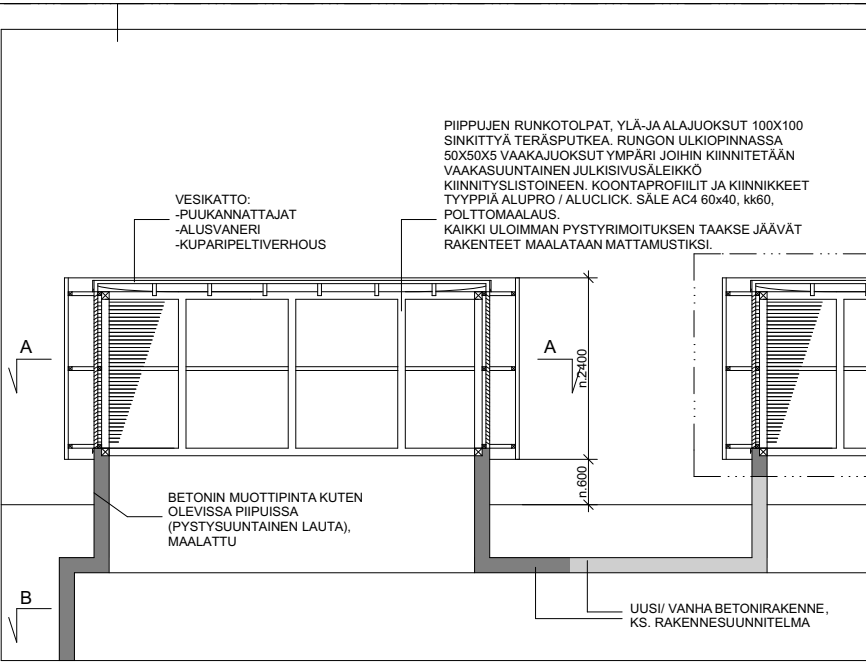 PIIPPUJEN RUNKOTOLPAT, YLÄ-JA ALAJUOKSUT 100X100
SINKITTYÄ TERÄSPUTKEA. RUNGON ULKIOPINNASSA
50X50X5 VAAKAJUOKSUT YMPÄRI JOIHIN KIINNITETÄÄN
VAAKASUUNTAINEN JULKISIVUSÄLEIKKÖ
KIINNITYSLISTOINEEN. KOONTAPROFIILIT JA KIINNIKKEET
TYYPPIÄ ALUPRO / ALUCLICK. SÄLE AC4 60x40, kk60,
POLTTOMAALAUS.
KAIKKI ULOIMMAN PYSTYRIMOITUKSEN TAAKSE JÄÄVÄT
RAKENTEET MAALATAAN MATTAMUSTIKSI.
VESIKATTO:
-PUUKANNATTAJAT
-ALUSVANERI
-KUPARIPELTIVERHOUS
A
A
n.2400
n.600
BETONIN MUOTTIPINTA KUTEN
OLEVISSA PIIPUISSA
(PYSTYSUUNTAINEN LAUTA),
MAALATTU
B
UUSI/ VANHA BETONIRAKENNE,
KS. RAKENNESUUNNITELMA